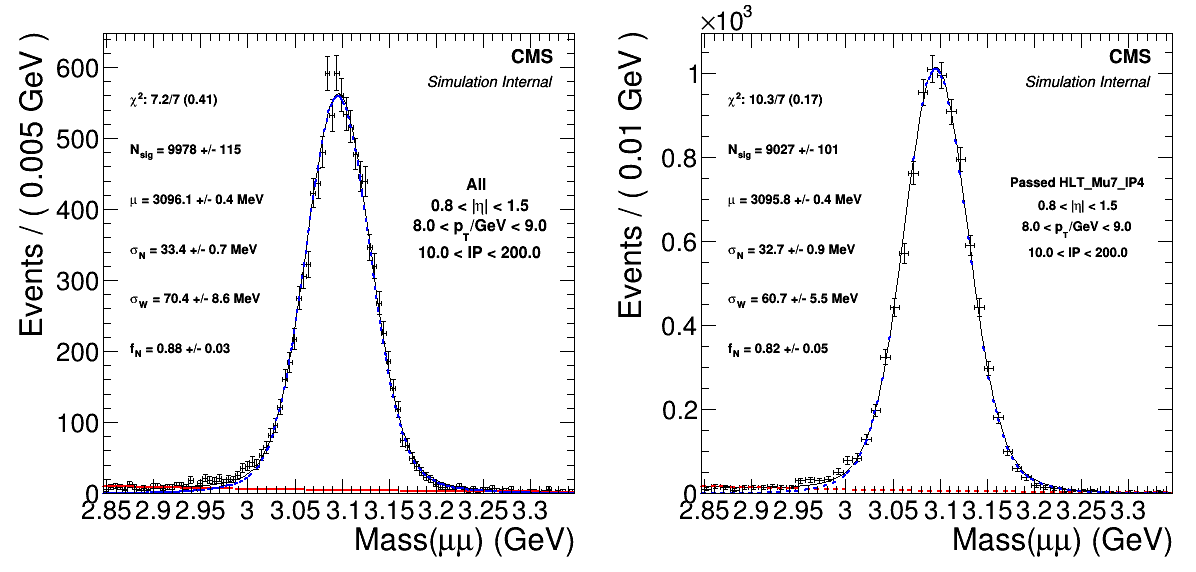 CMS
Simulation Internal
χ²: 7.2/7 (0.41)
N_sig = 9978 +/- 115
μ = 3096.1 +/- 0.4 MeV
σ_N = 33.4 +/- 0.7 MeV
σ_W = 70.4 +/- 8.6 MeV
f_N = 0.88 +/- 0.03
All
0.8 < |η| < 1.5
8.0 < p_T/GeV < 9.0
10.0 < IP < 200.0
Events / ( 0.005 GeV )
600
500
400
300
200
100
0
2.85 2.9 2.95 3 3.05 3.1 3.15 3.2 3.25 3.3
Mass(μμ) (GeV)
×10³
CMS
Simulation Internal
χ²: 10.3/7 (0.17)
N_sig = 9027 +/- 101
μ = 3095.8 +/- 0.4 MeV
σ_N = 32.7 +/- 0.9 MeV
σ_W = 60.7 +/- 5.5 MeV
f_N = 0.82 +/- 0.05
Passed HLT_Mu7_IP4
0.8 < |η| < 1.5
8.0 < p_T/GeV < 9.0
10.0 < IP < 200.0
Events / ( 0.01 GeV )
1
0.8
0.6
0.4
0.2
0
2.85 2.9 2.95 3 3.05 3.1 3.15 3.2 3.25 3.3
Mass(μμ) (GeV)